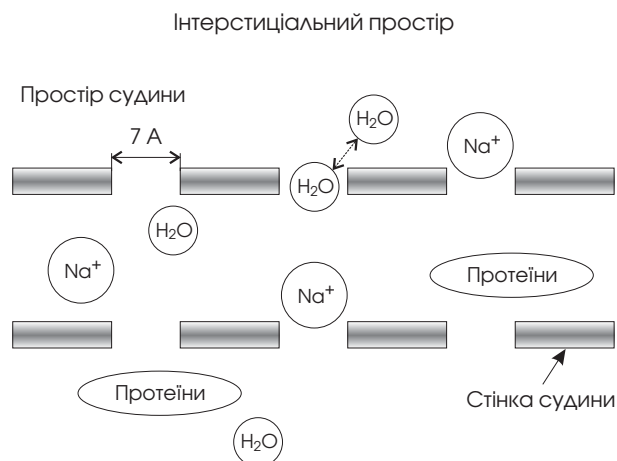 Інтерстиціальний простір
Простір судини
7 А
H₂O
H₂O
Na⁺
H₂O
Na⁺
Na⁺
Протеїни
Протеїни
Стінка судини
H₂O